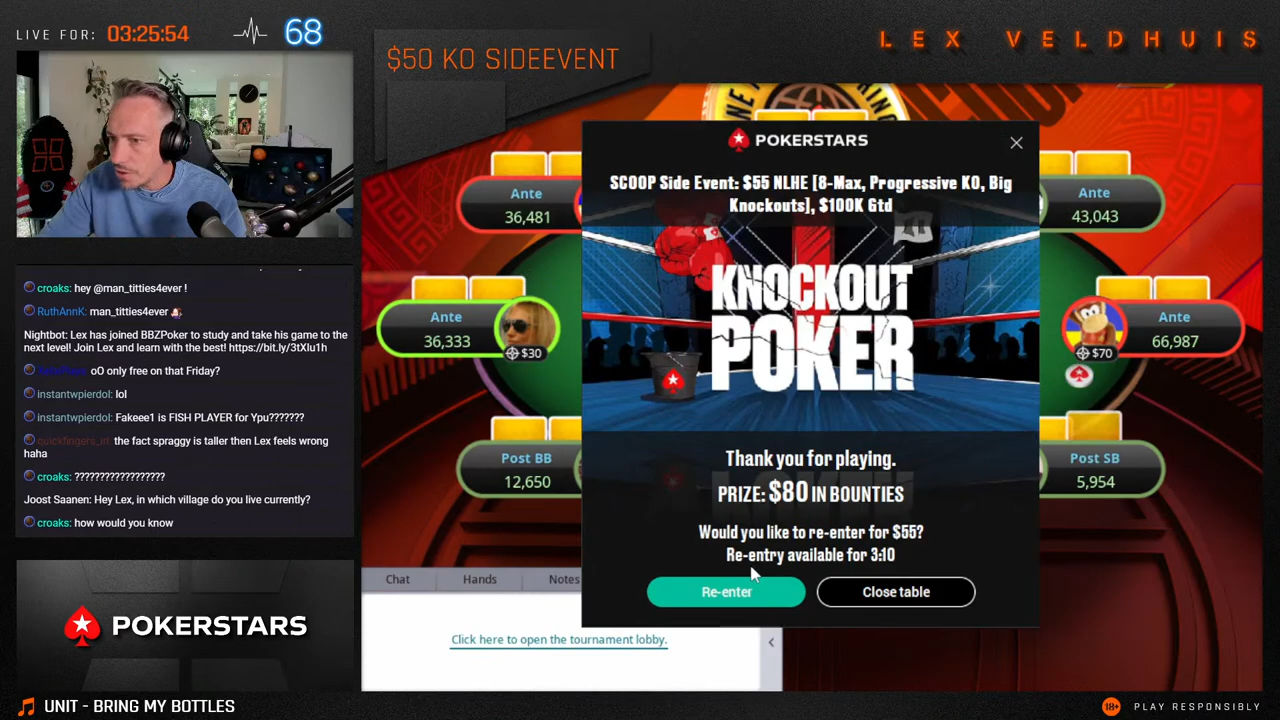 LIVE FOR: 03:25:54 68
$50 KO SIDEEVENT
LEX VELDHUIS
croaks: hey @man_titties4ever !
RuthAnnK: man_titties4ever
Nightbot: Lex has joined BBZPoker to study and take his game to the
next level! Join Lex and learn with the best! https://bit.ly/3tXIu1h
oO only free on that Friday?
instantwpierdol: lol
instantwpierdol: Fakeee1 is FISH PLAYER for Ypu???????
quickfingers_irl: the fact spraggy is taller then Lex feels wrong
haha
croaks: ??????????????????
Joost Saanen: Hey Lex, in which village do you live currently?
croaks: how would you know
POKERSTARS
UNIT - BRING MY BOTTLES
Ante
36,481
Ante
43,043
Ante
36,333
$30
Ante
66,987
$70
Post BB
12,650
Post SB
5,954
POKERSTARS
SCOOP Side Event: $55 NLHE [8-Max, Progressive KO, Big
Knockouts], $100K Gtd
KNOCKOUT
POKER
Thank you for playing.
PRIZE: $80 IN BOUNTIES
Would you like to re-enter for $55?
Re-entry available for 3:10
Re-enter
Close table
Chat
Hands
Notes
Click here to open the tournament lobby.
18+ PLAY RESPONSIBLY